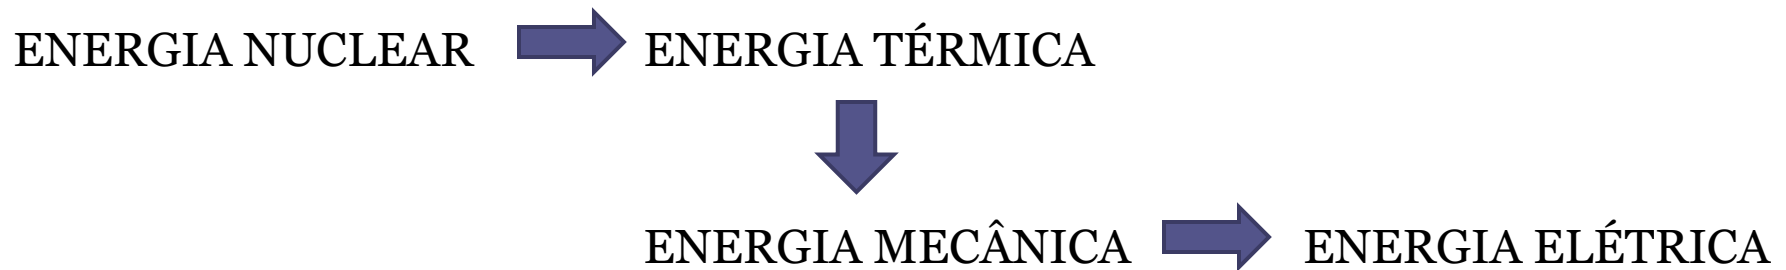 ENERGIA NUCLEAR
ENERGIA TÉRMICA
ENERGIA MECÂNICA
ENERGIA ELÉTRICA